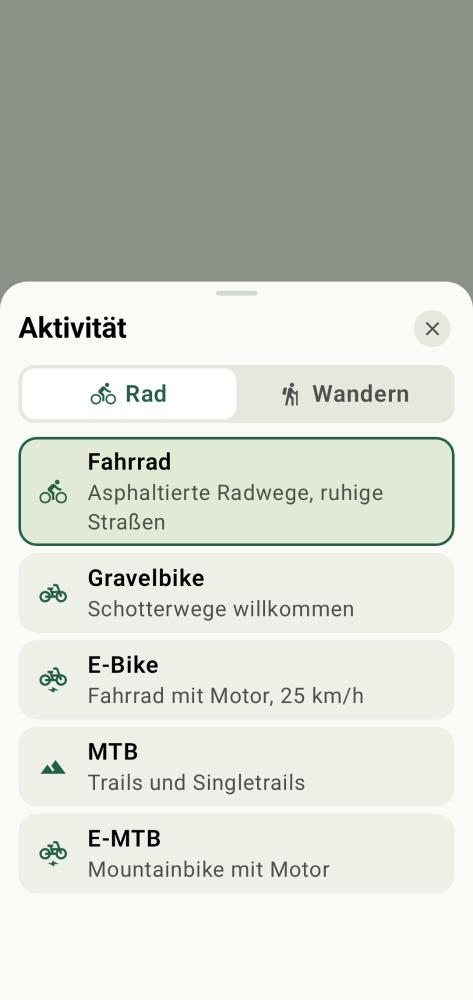 Aktivität
Rad
Wandern
Fahrrad
Asphaltierte Radwege, ruhige
Straßen
Gravelbike
Schotterwege willkommen
E-Bike
Fahrrad mit Motor, 25 km/h
MTB
Trails und Singletrails
E-MTB
Mountainbike mit Motor